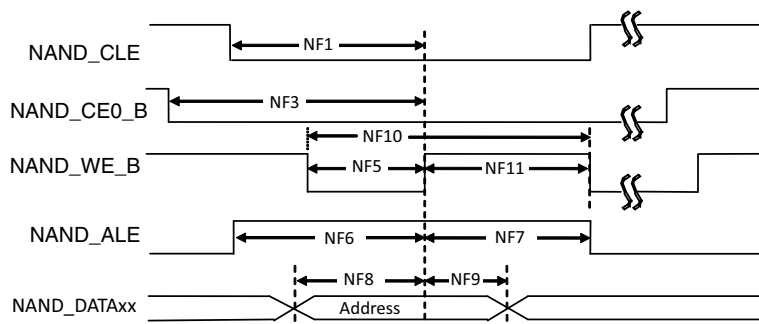 NAND_CLE
NF1
NAND_CE0_B
NF3
NF10
NAND_WE_B
NF5
NF11
NAND_ALE
NF6
NF7
NF8
NF9
NAND_DATAxx
Address